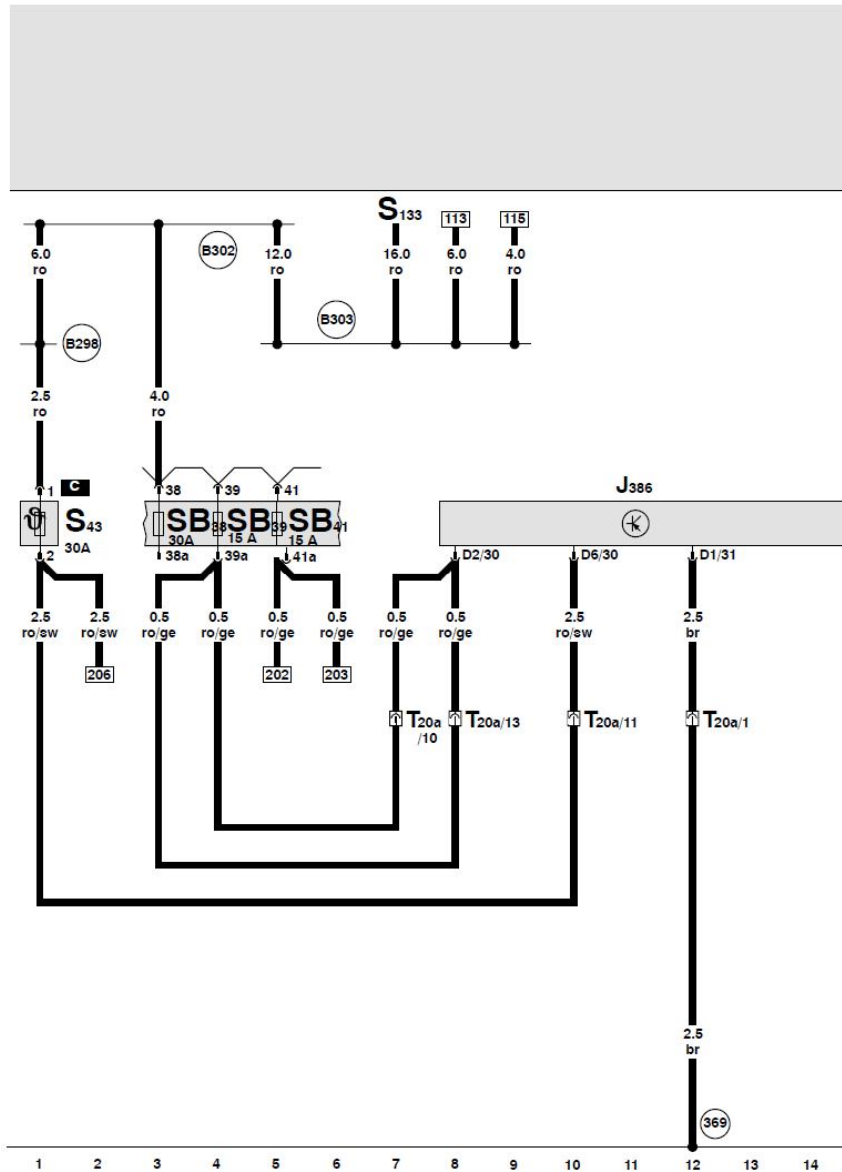 S133 113 115
6.0 ro B302 12.0 ro 16.0 ro 6.0 ro 4.0 ro
B298 B303
2.5 ro 4.0 ro
J386
1 C 38 39 41
S43 30A SB38 30A SB39 15 A SB41 15 A
2 38a 39a 41a D2/30 D6/30 D1/31
2.5 ro/sw 2.5 ro/sw 0.5 ro/ge 0.5 ro/ge 0.5 ro/ge 0.5 ro/ge 0.5 ro/ge 0.5 ro/ge 2.5 ro/sw 2.5 br
206 202 203
T20a/10 T20a/13 T20a/11 T20a/1
2.5 br
369
1 2 3 4 5 6 7 8 9 10 11 12 13 14